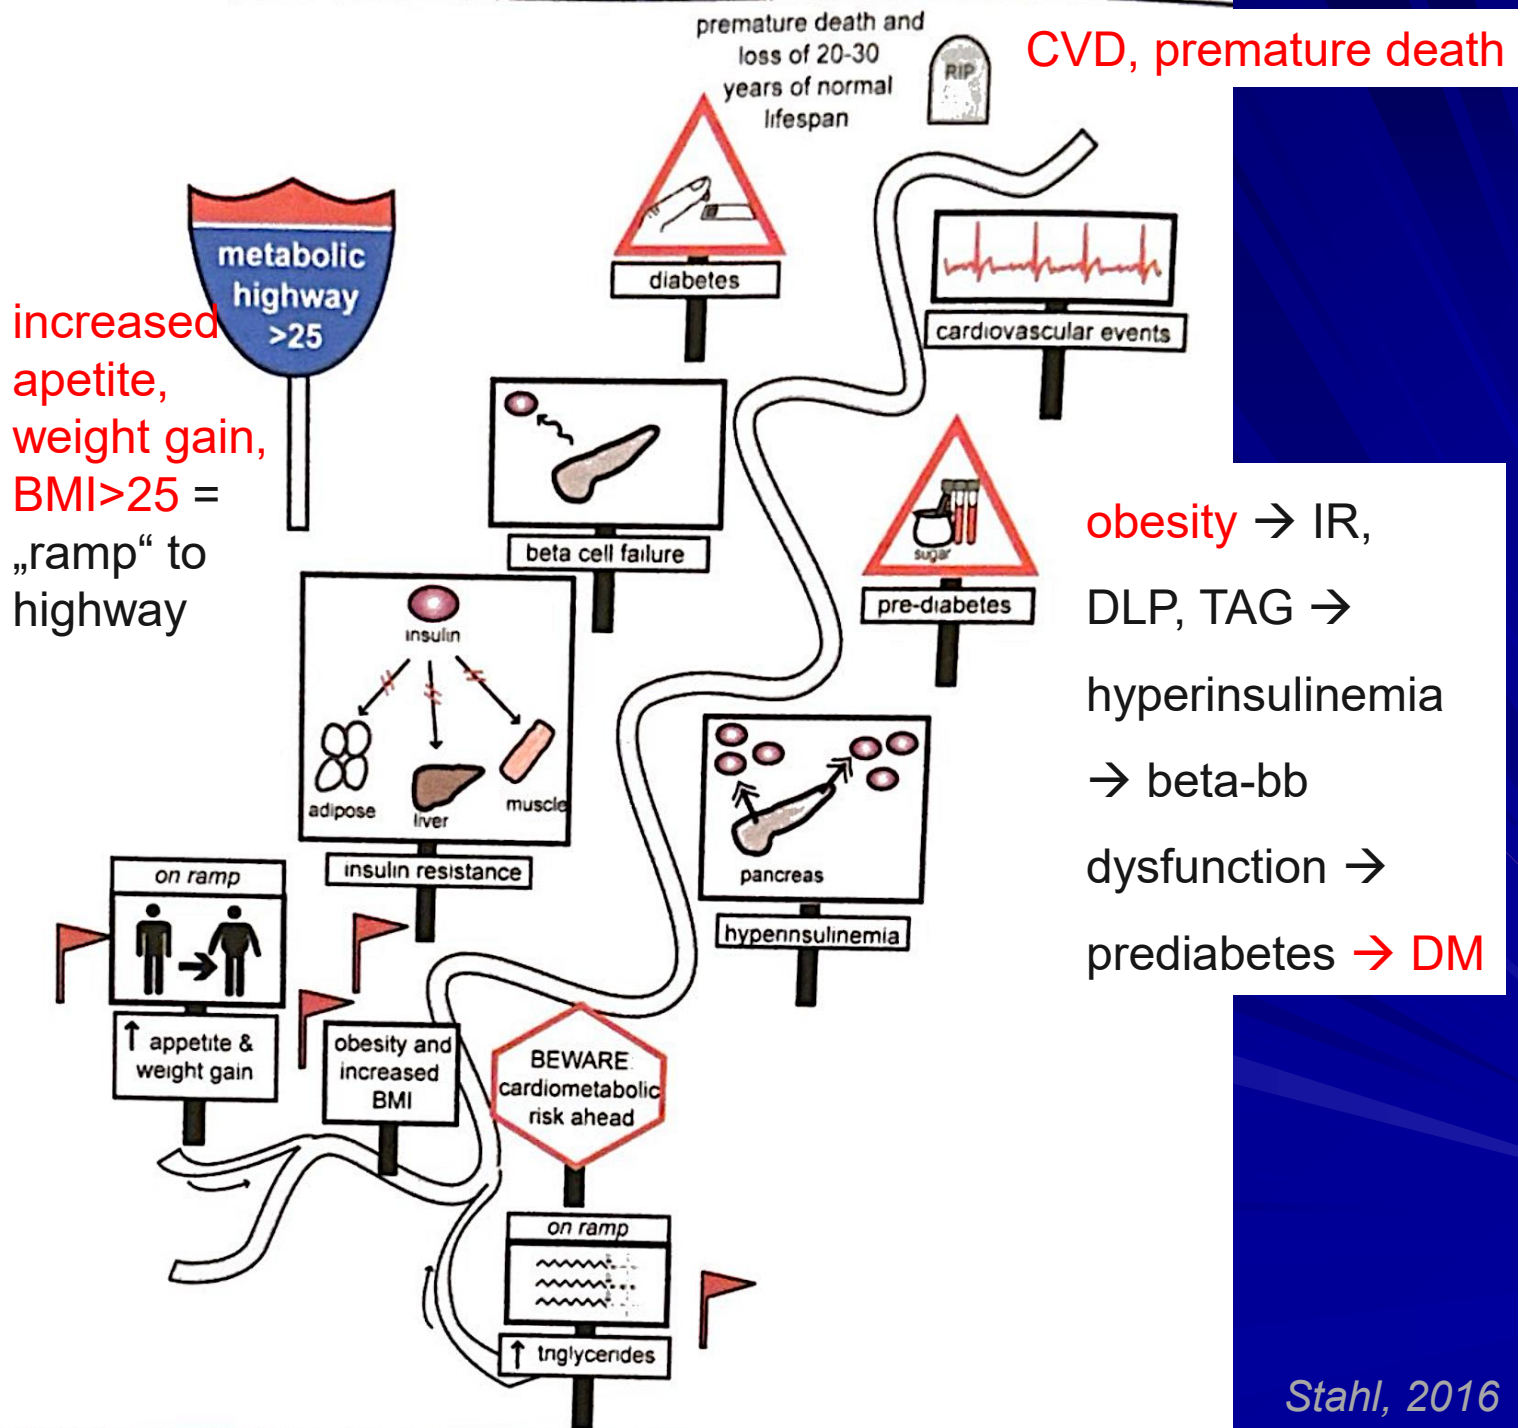 premature death and
loss of 20-30
years of normal
lifespan
RIP
CVD, premature death
metabolic
highway
>25
increased
apetite,
weight gain,
BMI>25 =
„ramp“ to
highway
diabetes
cardiovascular events
beta cell failure
sugar
pre-diabetes
obesity → IR,
DLP, TAG →
hyperinsulinemia
→ beta-bb
dysfunction →
prediabetes → DM
insulin
adipose
liver
muscle
insulin resistance
pancreas
hyperinsulinemia
on ramp
↑ appetite &
weight gain
obesity and
increased
BMI
BEWARE:
cardiometabolic
risk ahead
on ramp
↑ triglycerides
Stahl, 2016